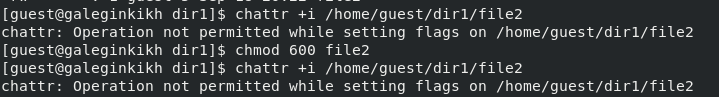 [guest@galeginkikh dir1]$ chattr +i /home/guest/dir1/file2
chattr: Operation not permitted while setting flags on /home/guest/dir1/file2
[guest@galeginkikh dir1]$ chmod 600 file2
[guest@galeginkikh dir1]$ chattr +i /home/guest/dir1/file2
chattr: Operation not permitted while setting flags on /home/guest/dir1/file2